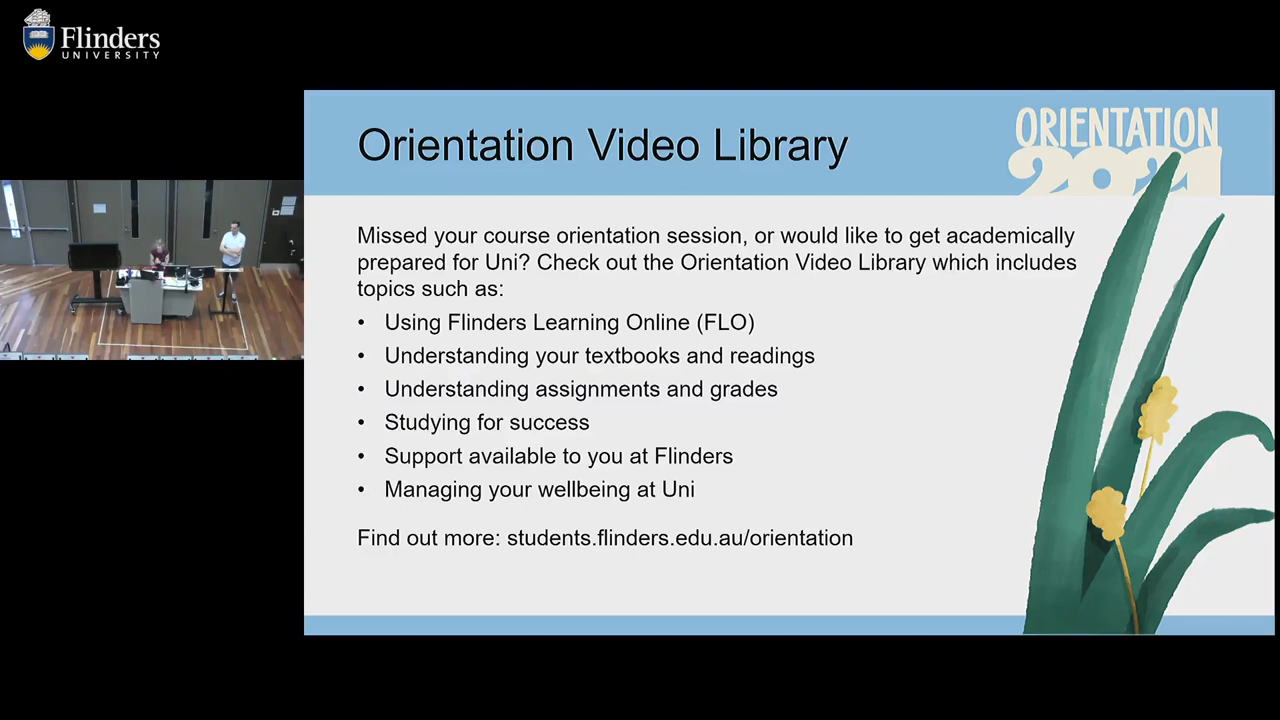 Flinders
UNIVERSITY
Orientation Video Library
ORIENTATION
2021
Missed your course orientation session, or would like to get academically
prepared for Uni? Check out the Orientation Video Library which includes
topics such as:
• Using Flinders Learning Online (FLO)
• Understanding your textbooks and readings
• Understanding assignments and grades
• Studying for success
• Support available to you at Flinders
• Managing your wellbeing at Uni
Find out more: students.flinders.edu.au/orientation